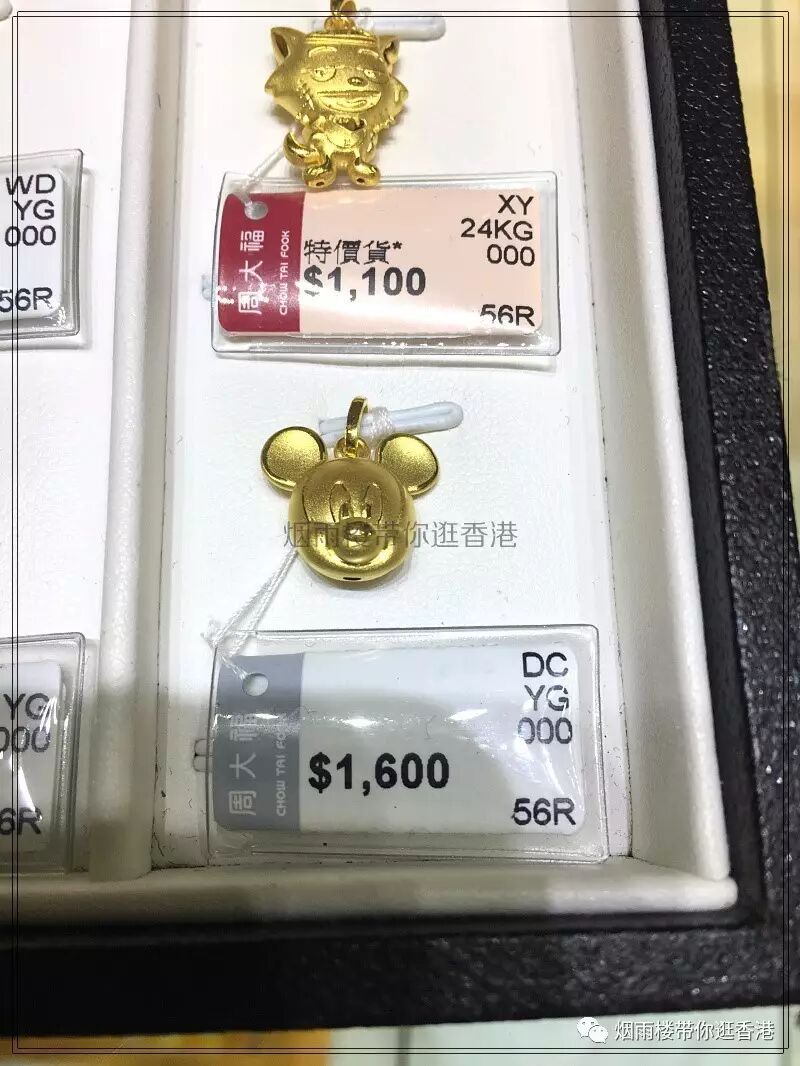 WD
YG
000
56R
周大福
CHOW TAI FOOK
特價貨*
$1,100
XY
24KG
000
56R
烟雨楼带你逛香港
YG
000
6R
周大福
CHOW TAI FOOK
$1,600
DC
YG
000
56R
烟雨楼带你逛香港